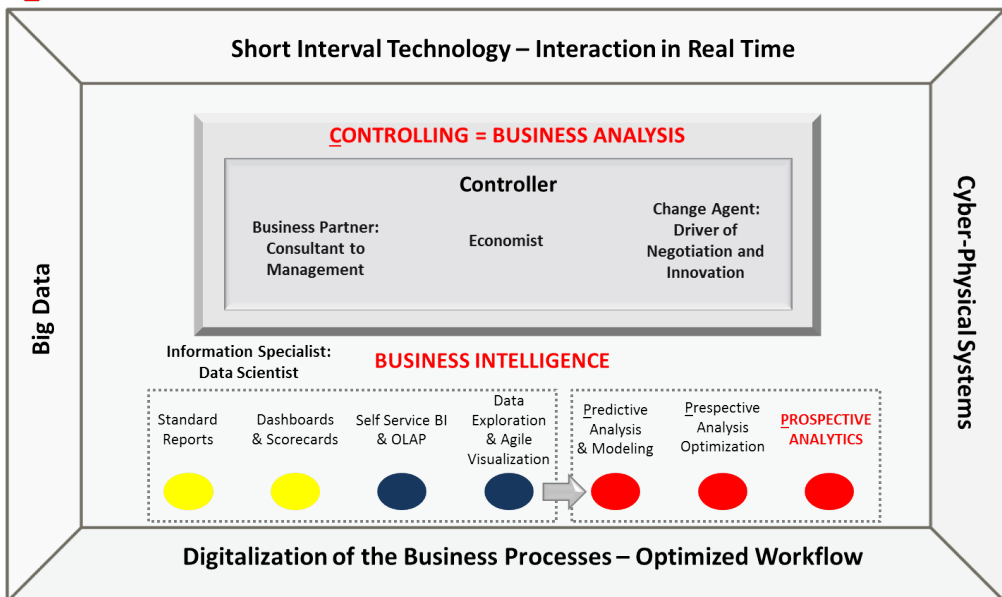 Short Interval Technology – Interaction in Real Time
Big Data
Cyber-Physical Systems
CONTROLLING = BUSINESS ANALYSIS
Controller
Business Partner:
Consultant to
Management
Economist
Change Agent:
Driver of
Negotiation and
Innovation
Information Specialist:
Data Scientist
BUSINESS INTELLIGENCE
Standard
Reports
Dashboards
& Scorecards
Self Service BI
& OLAP
Data
Exploration
& Agile
Visualization
Predictive
Analysis
& Modeling
Prespective
Analysis
Optimization
PROSPECTIVE
ANALYTICS
Digitalization of the Business Processes – Optimized Workflow